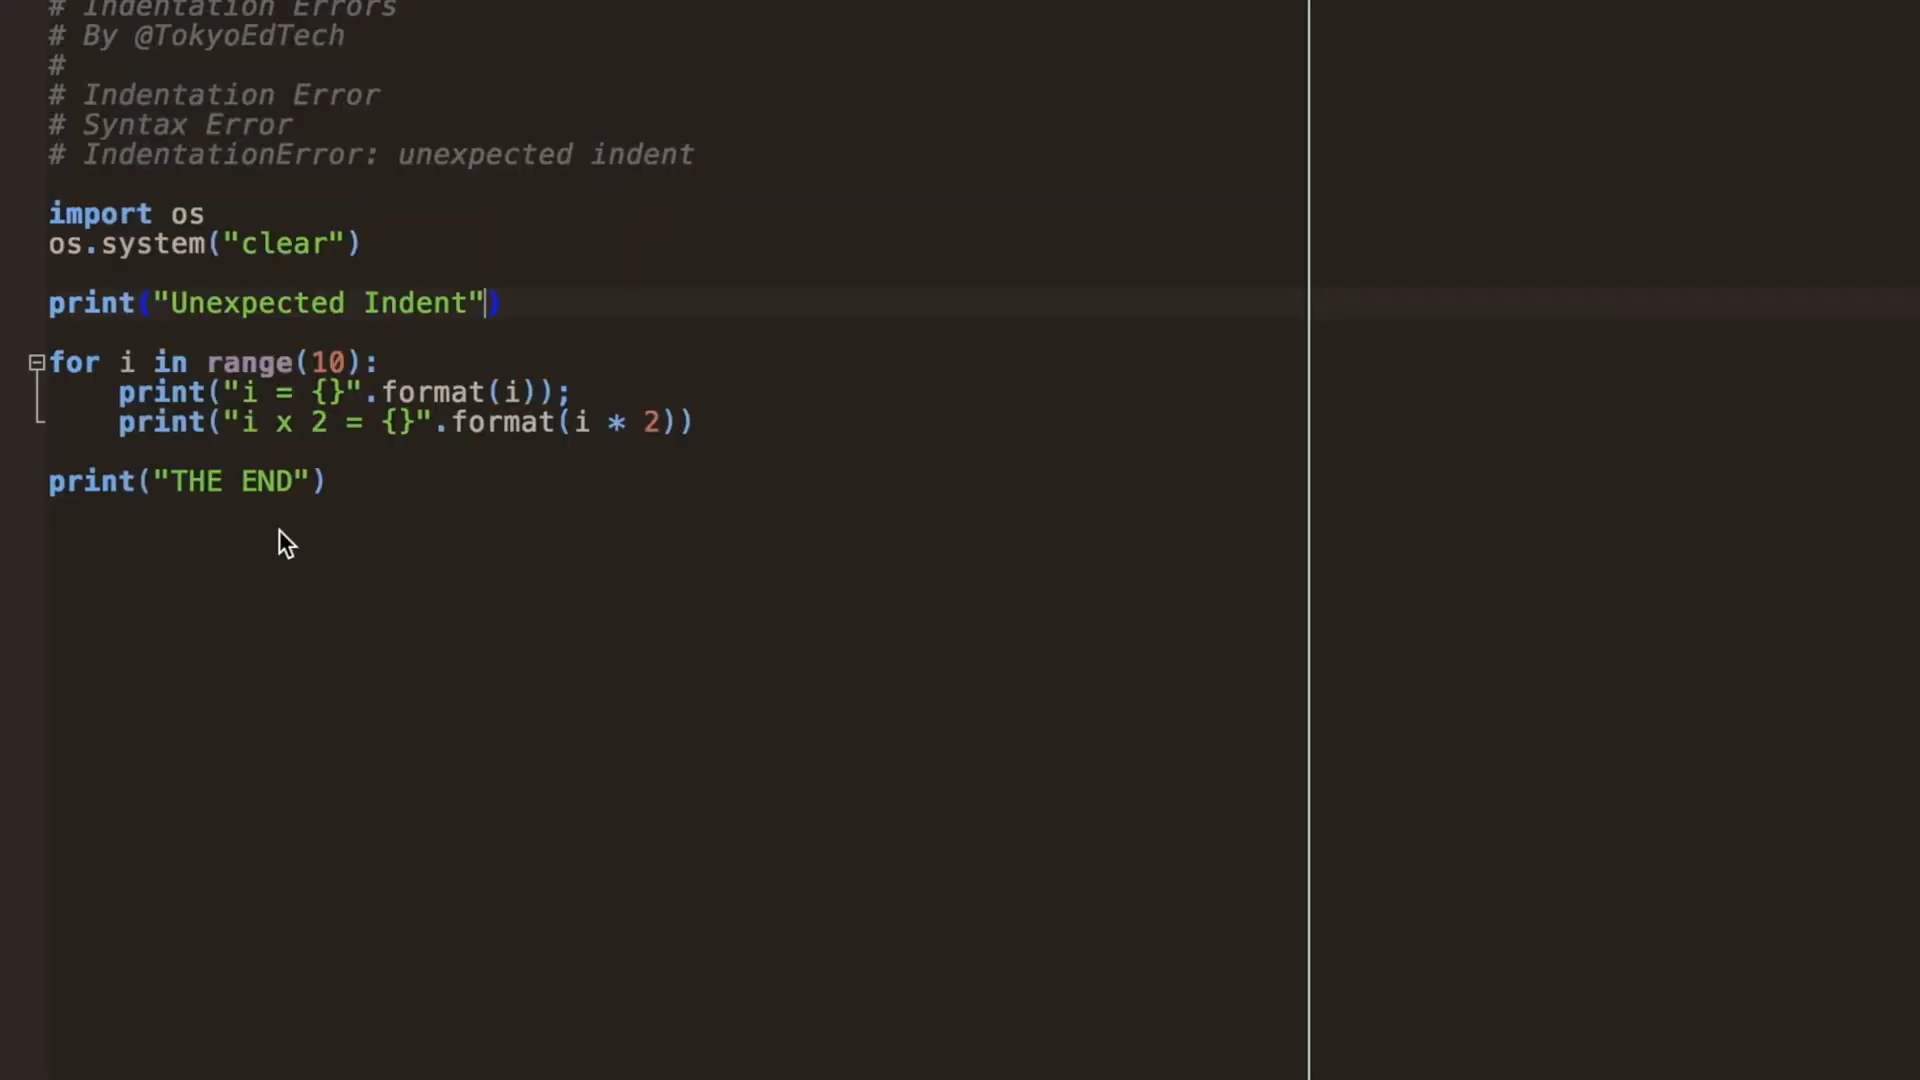 # Indentation Errors
# By @TokyoEdTech
#
# Indentation Error
# Syntax Error
# IndentationError: unexpected indent
import os
os.system("clear")
print("Unexpected Indent")
for i in range(10):
print("i = {}".format(i));
print("i x 2 = {}".format(i * 2))
print("THE END")